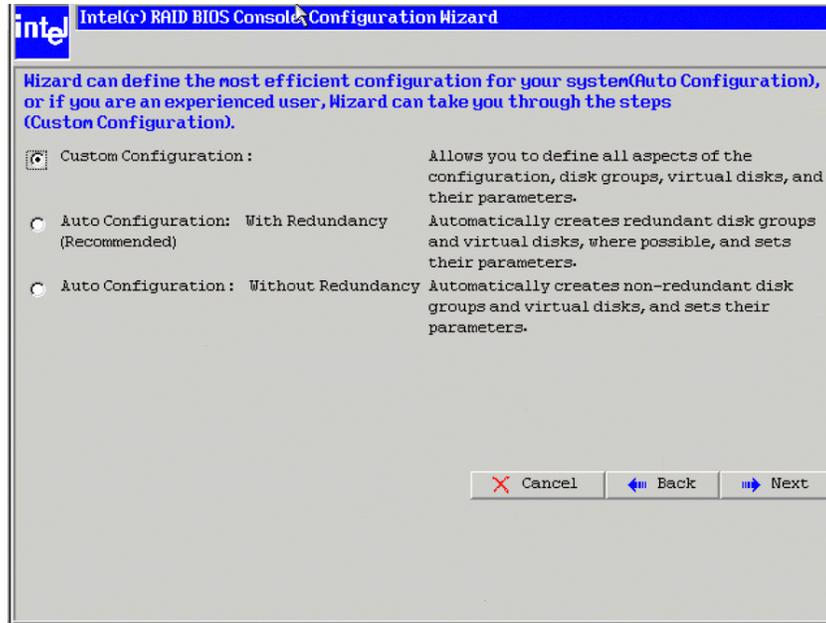 intel
Intel(r) RAID BIOS Console Configuration Wizard
Wizard can define the most efficient configuration for your system(Auto Configuration),
or if you are an experienced user, Wizard can take you through the steps
(Custom Configuration).
Custom Configuration: Allows you to define all aspects of the
configuration, disk groups, virtual disks, and
their parameters.
Auto Configuration: With Redundancy Automatically creates redundant disk groups
(Recommended) and virtual disks, where possible, and sets
their parameters.
Auto Configuration: Without Redundancy Automatically creates non-redundant disk
groups and virtual disks, and sets their
parameters.
Cancel Back Next